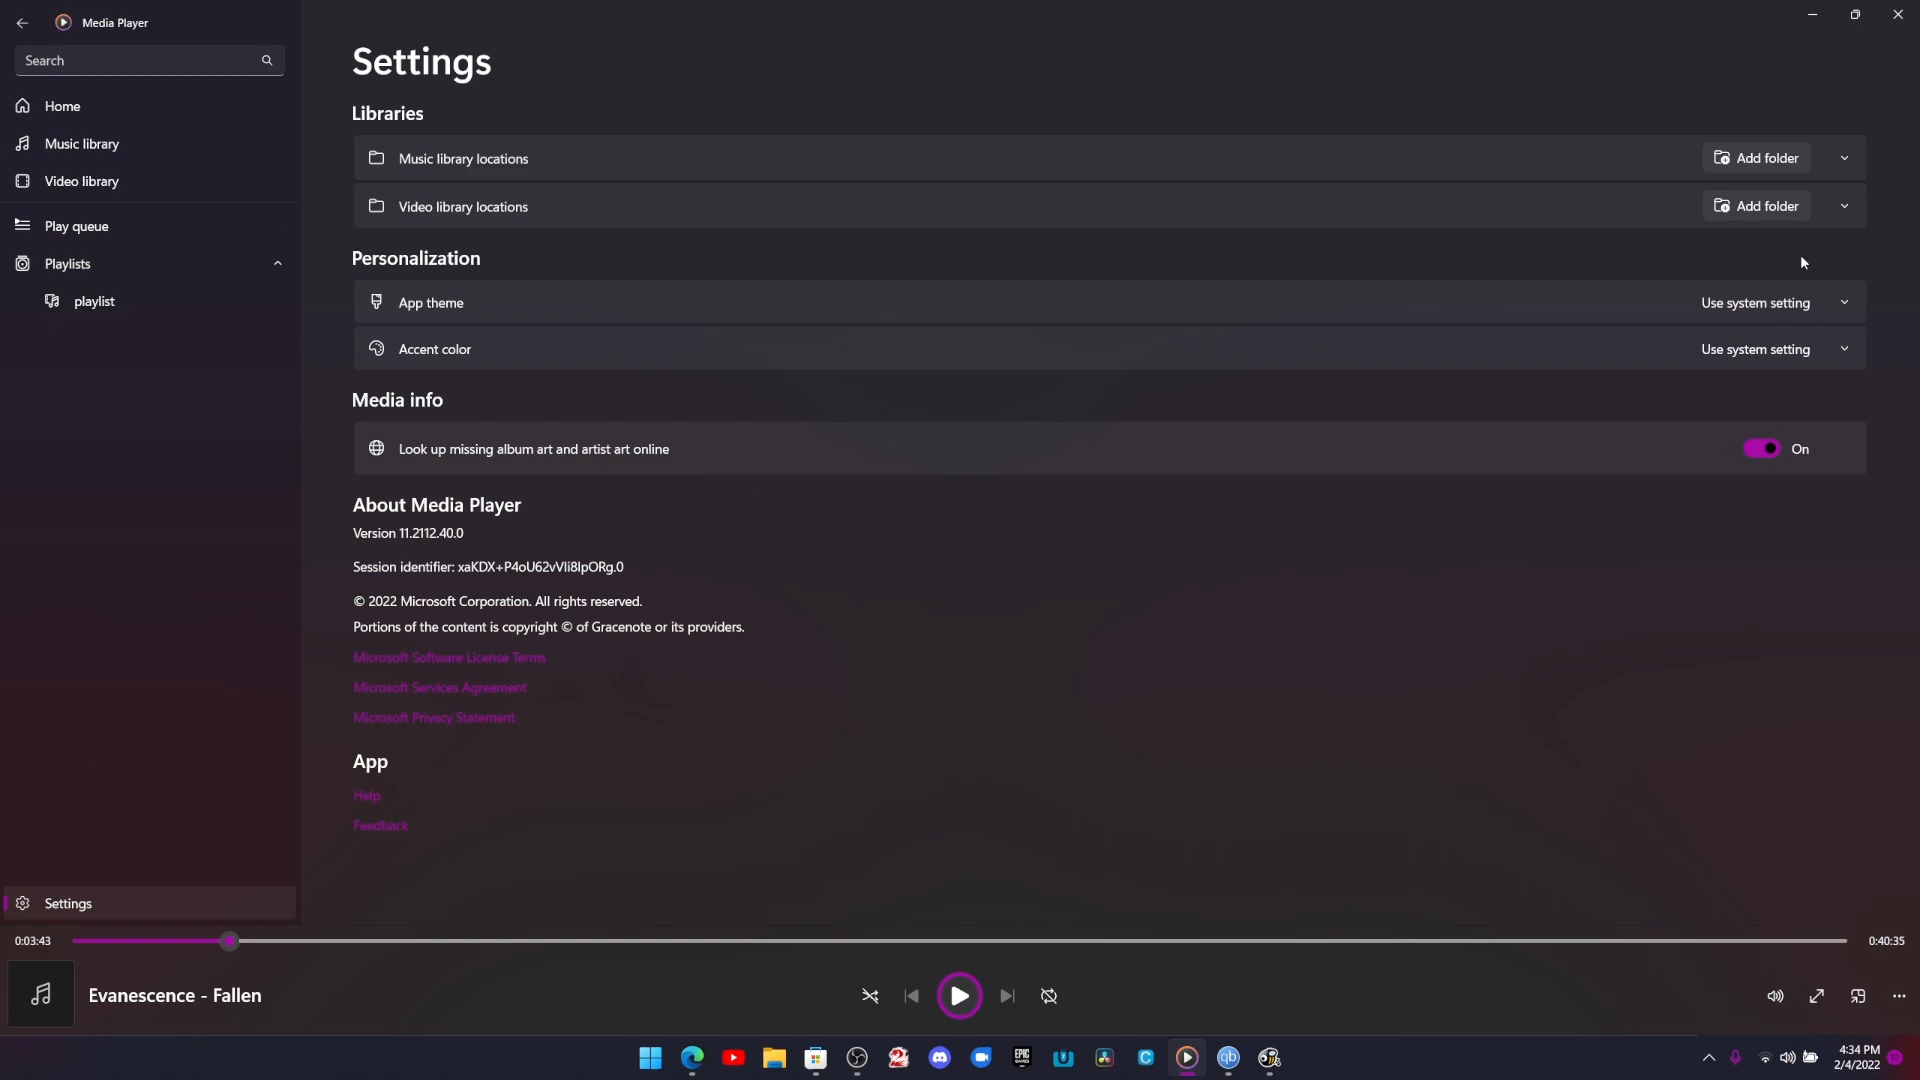 Media Player
Search
Home
Music library
Video library
Play queue
Playlists
playlist
Settings
Libraries
Music library locations Add folder
Video library locations Add folder
Personalization
App theme Use system setting
Accent color Use system setting
Media info
Look up missing album art and artist art online On
About Media Player
Version 11.2112.40.0
© 2022 Microsoft Corporation. All rights reserved.
Portions of the content is copyright © of Gracenote or its providers.
Microsoft Software License Terms
Microsoft Services Agreement
Microsoft Privacy Statement
App
Help
Feedback
Settings
0:03:43 0:40:35
Evanescence - Fallen
EPIC GAMES
qb
4:34 PM
2/4/2022 10